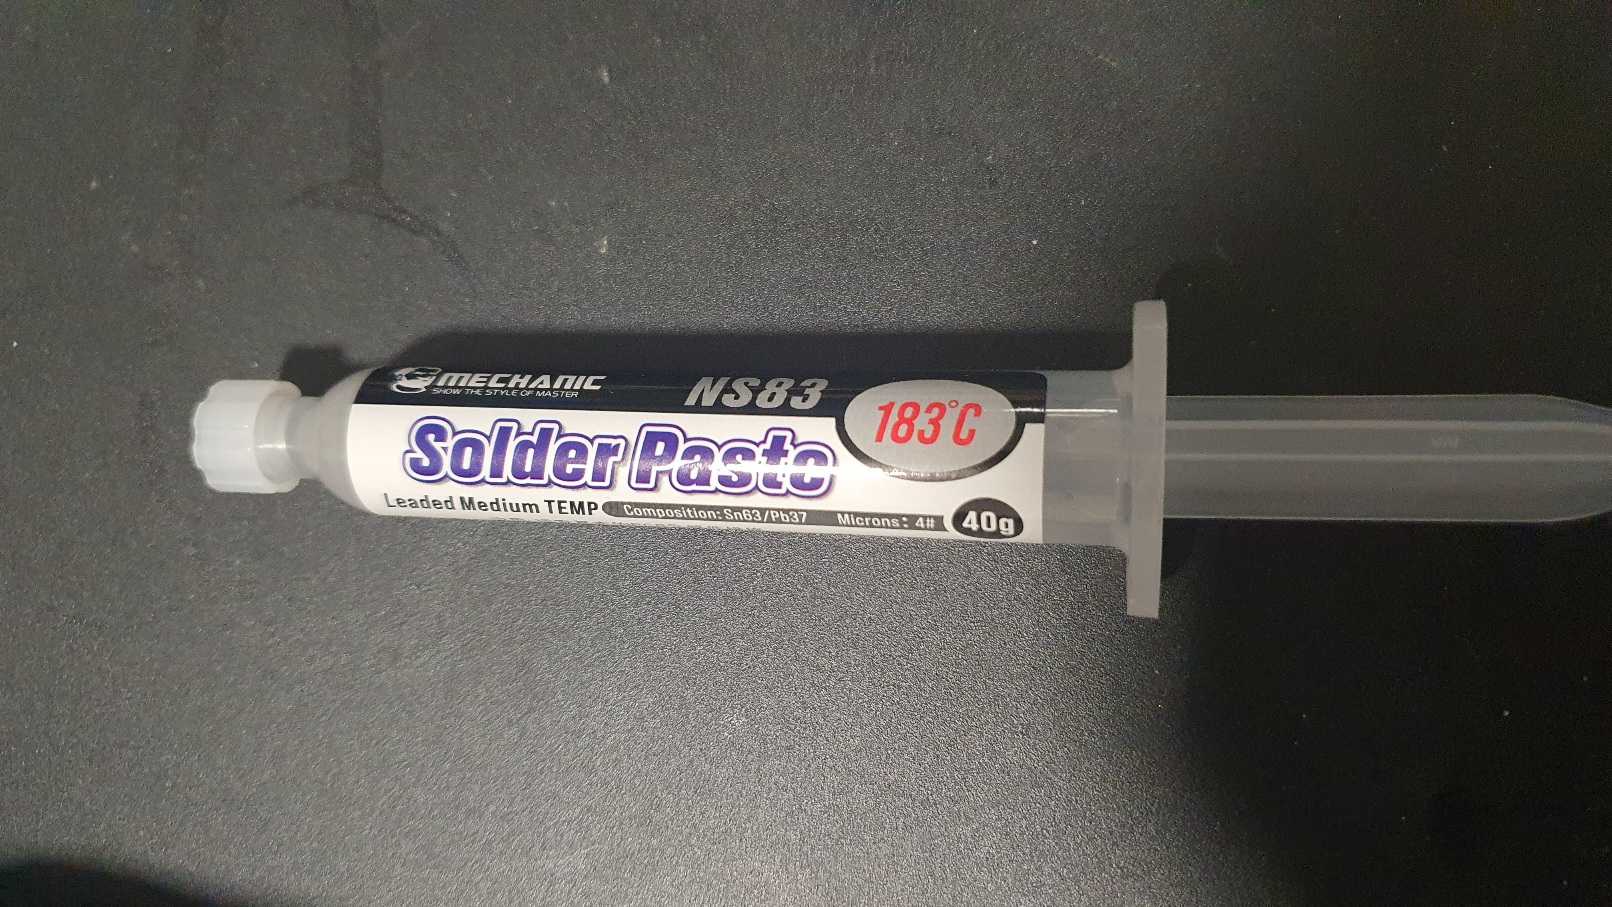 MECHANIC
SHOW THE STYLE OF MASTER
NS83
183°C
Solder Paste
Leaded Medium TEMP
Composition: Sn63/Pb37
Microns: 4#
40g